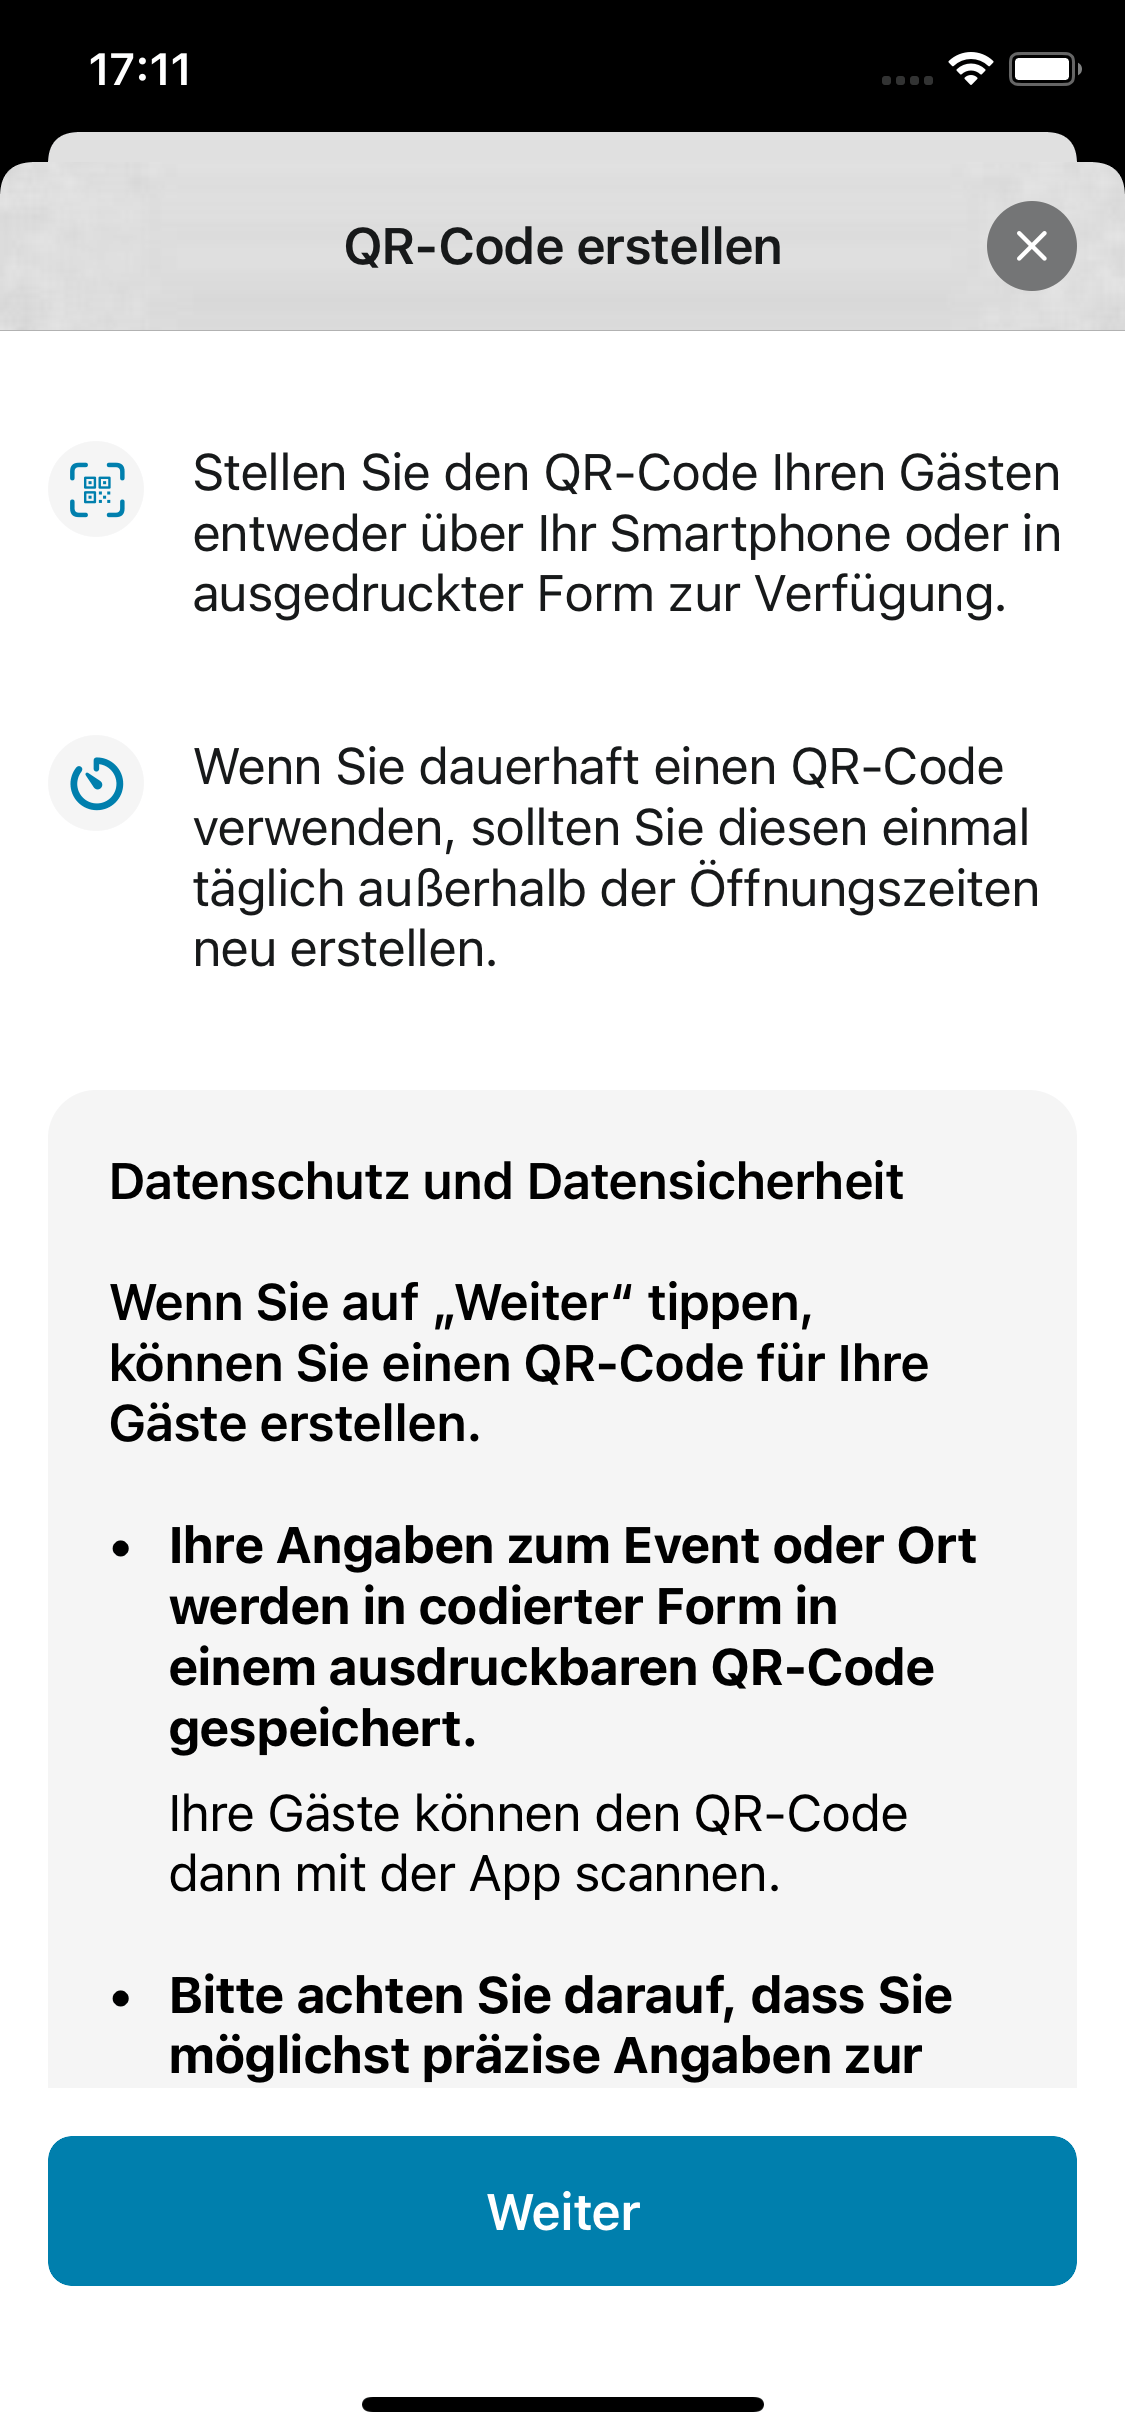 17:11
QR-Code erstellen
Stellen Sie den QR-Code Ihren Gästen
entweder über Ihr Smartphone oder in
ausgedruckter Form zur Verfügung.
Wenn Sie dauerhaft einen QR-Code
verwenden, sollten Sie diesen einmal
täglich außerhalb der Öffnungszeiten
neu erstellen.
Datenschutz und Datensicherheit
Wenn Sie auf „Weiter“ tippen,
können Sie einen QR-Code für Ihre
Gäste erstellen.
• Ihre Angaben zum Event oder Ort
werden in codierter Form in
einem ausdruckbaren QR-Code
gespeichert.
Ihre Gäste können den QR-Code
dann mit der App scannen.
• Bitte achten Sie darauf, dass Sie
möglichst präzise Angaben zur
Weiter